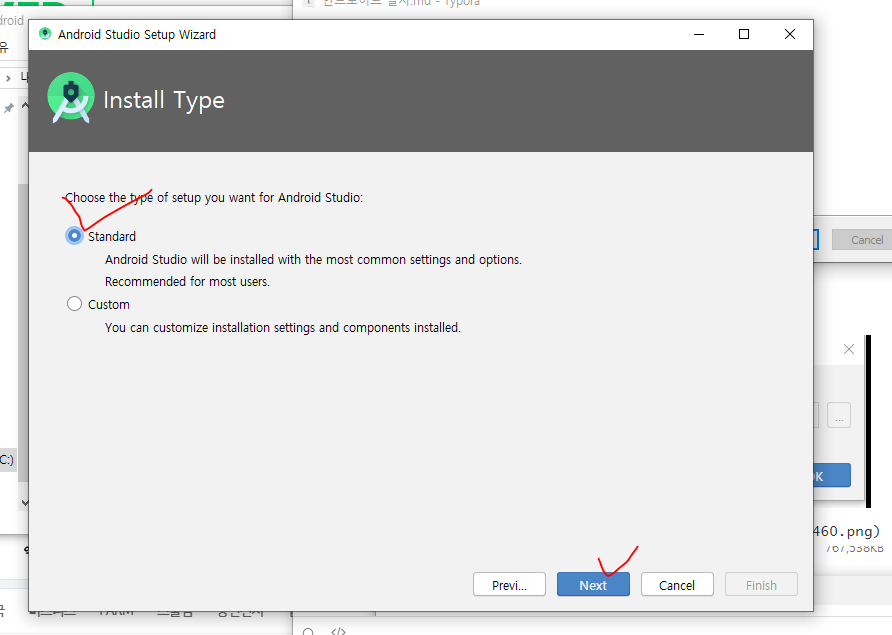 Android Studio Setup Wizard
Install Type
Choose the type of setup you want for Android Studio:
Standard
Android Studio will be installed with the most common settings and options.
Recommended for most users.
Custom
You can customize installation settings and components installed.
Previ...
Next
Cancel
Finish
Cancel
...
C:)
460.png)
767,538KB